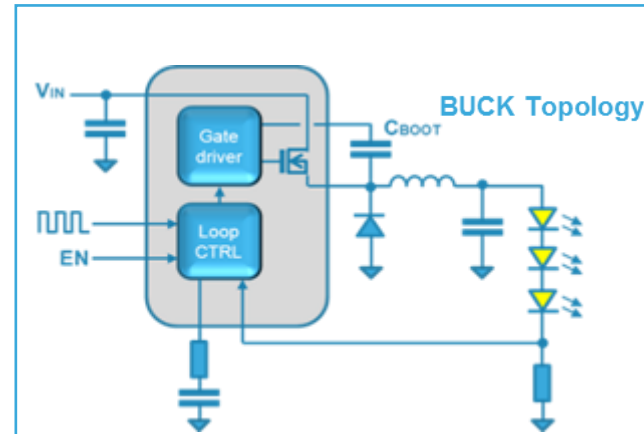 VIN
BUCK Topology
CBOOT
Gate
driver
Loop
CTRL
EN